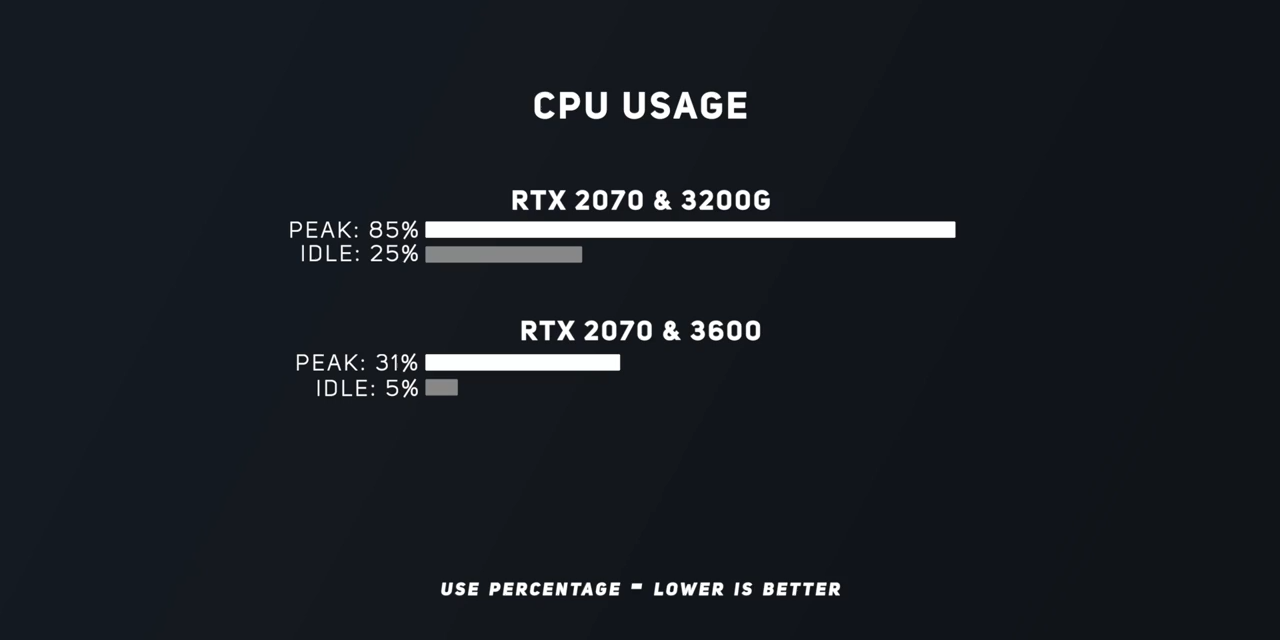 CPU USAGE
RTX 2070 & 3200G
PEAK: 85%
IDLE: 25%
RTX 2070 & 3600
PEAK: 31%
IDLE: 5%
USE PERCENTAGE - LOWER IS BETTER